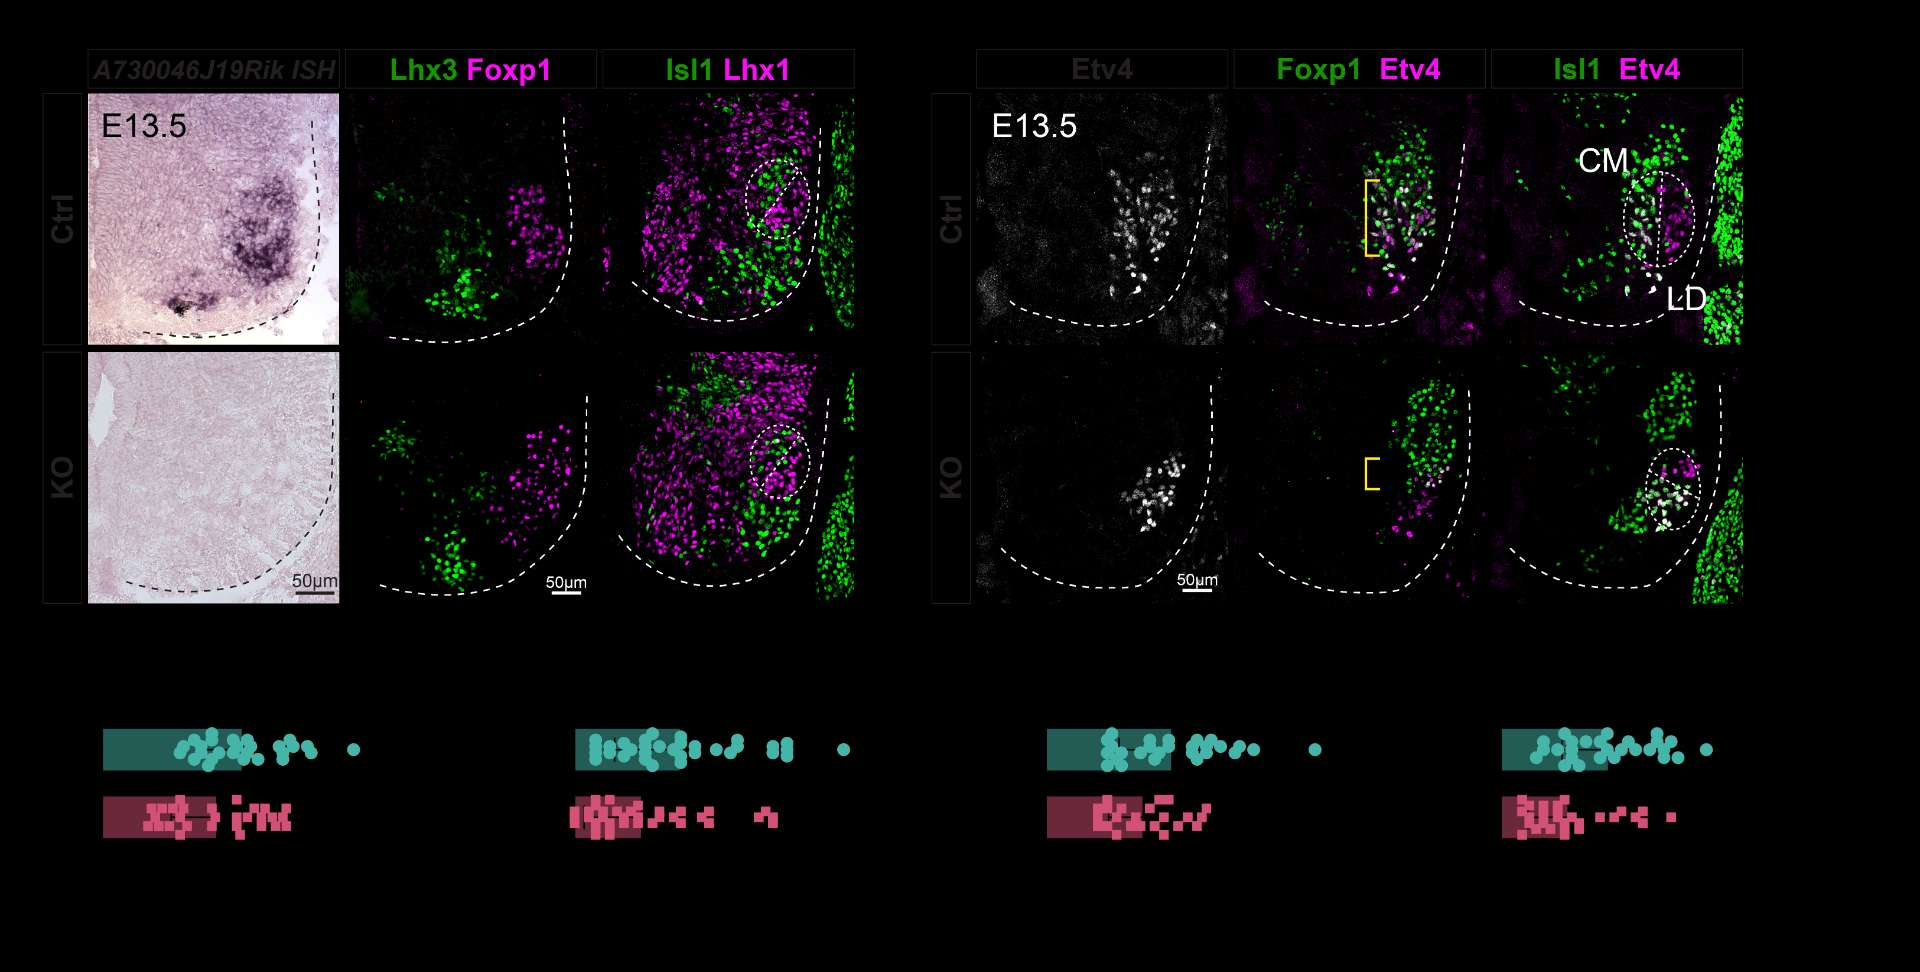 A730046J19Rik ISH
Lhx3 Foxp1
Isl1 Lhx1
Etv4
Foxp1 Etv4
Isl1 Etv4
Ctrl
E13.5
Ctrl
E13.5
CM
LD
KO
50µm
50µm
KO
50µm